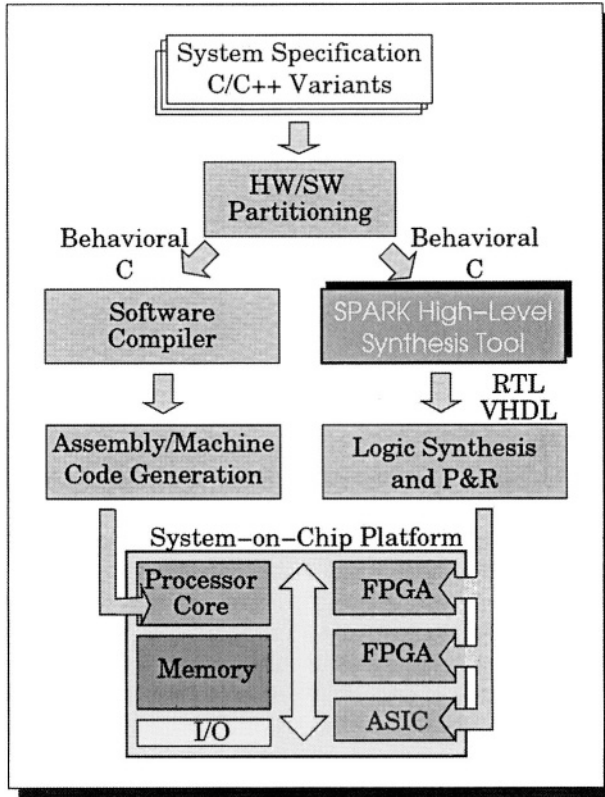 System Specification
C/C++ Variants
HW/SW
Partitioning
Behavioral
C
Behavioral
C
Software
Compiler
SPARK High-Level
Synthesis Tool
RTL
VHDL
Assembly/Machine
Code Generation
Logic Synthesis
and P&R
System-on-Chip Platform
Processor
Core
FPGA
Memory
FPGA
I/O
ASIC